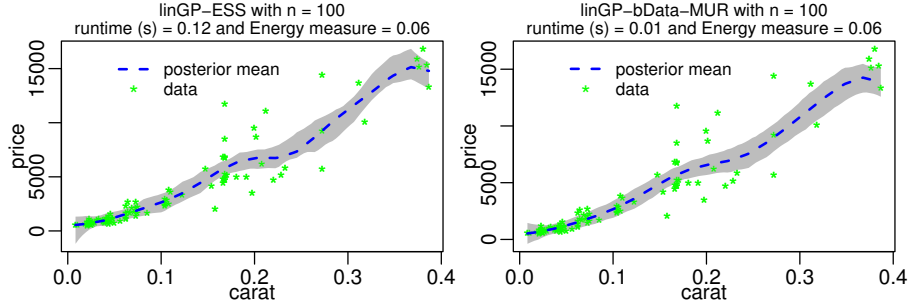 linGP−ESS with n = 100
runtime (s) = 0.12 and Energy measure = 0.06
posterior mean
data
price
0
5000
15000
0.0 0.1 0.2 0.3 0.4
carat
linGP−bData−MUR with n = 100
runtime (s) = 0.01 and Energy measure = 0.06
posterior mean
data
price
0
5000
15000
0.0 0.1 0.2 0.3 0.4
carat